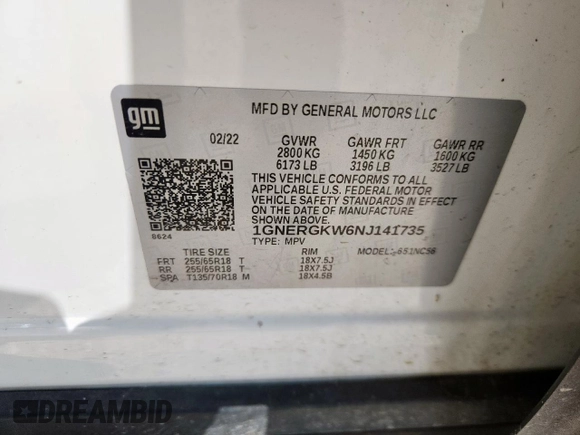 gm
MFD BY GENERAL MOTORS LLC
02/22 GVWR GAWR FRT GAWR RR
2800 KG 1450 KG 1600 KG
6173 LB 3196 LB 3527 LB
THIS VEHICLE CONFORMS TO ALL
APPLICABLE U.S. FEDERAL MOTOR
VEHICLE SAFETY STANDARDS IN EFFECT
ON THE DATE OF MANUFACTURE
SHOWN ABOVE.
8624 1GNERGKW6NJ141735
TYPE: MPV
TIRE SIZE RIM MODEL:
FRT 255/65R18 T 18X7.5J
RR 255/65R18 T 18X7.5J
SPA T135/70R18 M 18X4.5B
DREAMBID